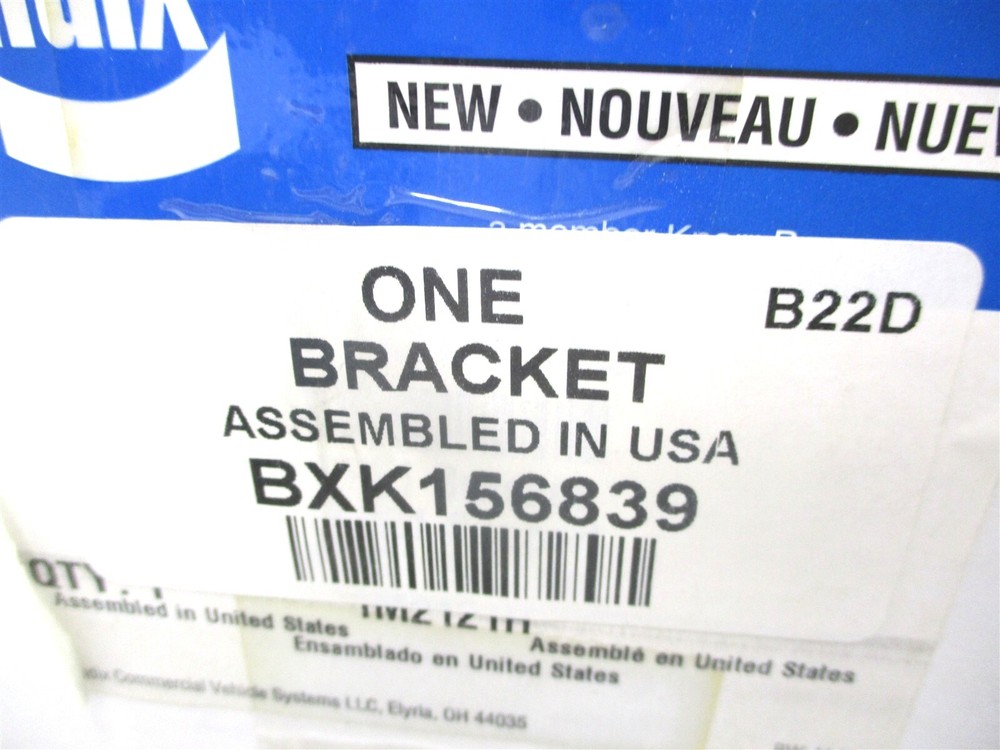 NEW • NOUVEAU •
ONE
B22D
BRACKET
ASSEMBLED IN USA
BXK156839
QTY
Assembled in United States
Ensamblado en United States
Assemblé en United States
Commercial Vehicle Systems LLC, Elyria, OH 44035